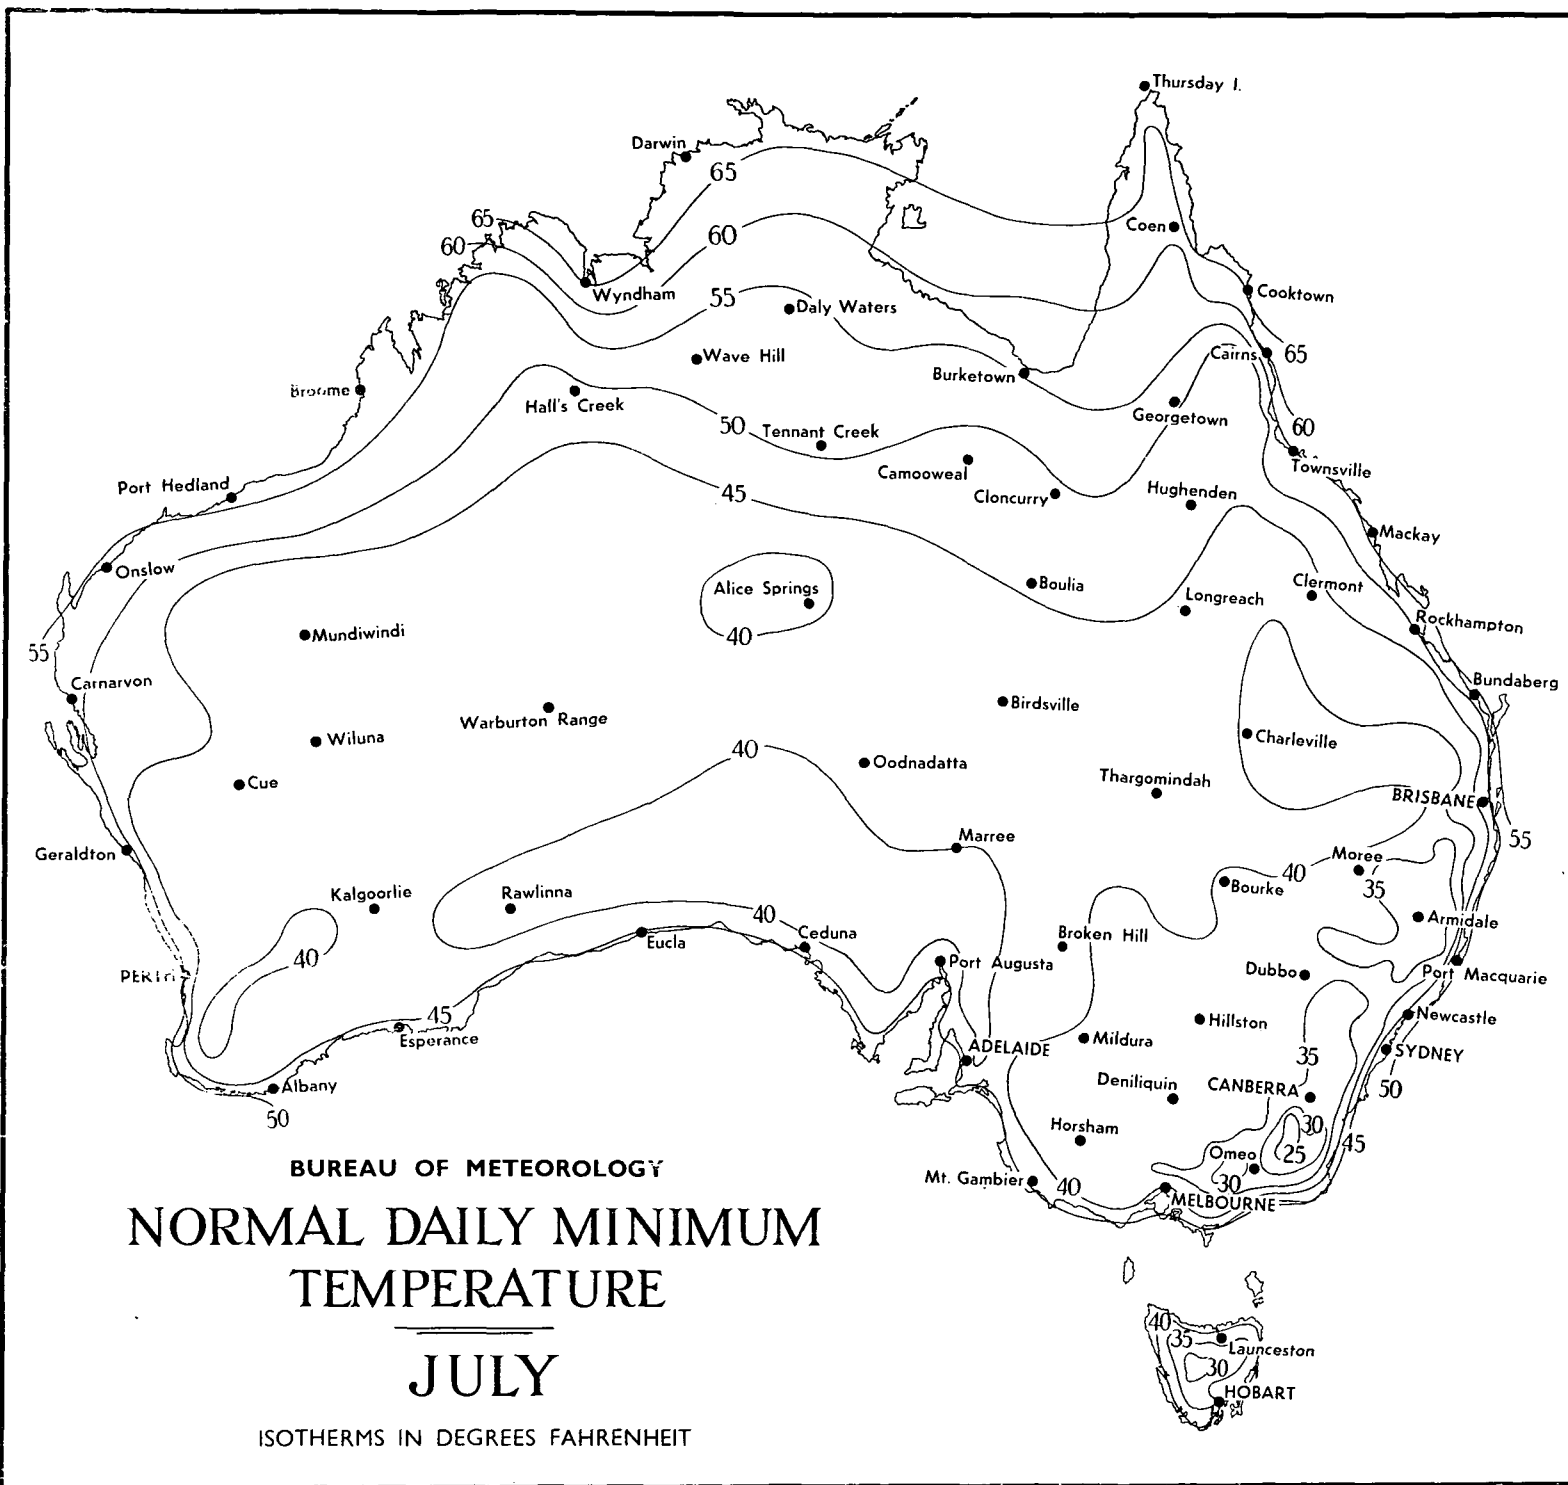 Thursday I.
Darwin
65
65
60
60
Coen
Wyndham
55
Cooktown
Daly Waters
Wave Hill
Cairns
65
Burketown
Broome
Hall's Creek
Georgetown
50
Tennant Creek
60
Camooweal
Townsville
Port Hedland
45
Cloncurry
Hughenden
Mackay
Onslow
Alice Springs
Boulia
Clermont
Longreach
Mundiwindi
40
Rockhampton
55
Carnarvon
Bundaberg
Birdsville
Warburton Range
Wiluna
40
Charleville
Oodnadatta
Cue
Thargomindah
BRISBANE
Marree
55
Geraldton
Moree
40
35
Kalgoorlie
Rawlinna
Bourke
40
Armidale
Ceduna
Broken Hill
Eucla
40
Port Augusta
PERTH
Dubbo
Port Macquarie
45
Hillston
Newcastle
Esperance
Mildura
ADELAIDE
35
SYDNEY
Albany
Deniliquin
CANBERRA
50
50
Horsham
30
45
Omeo
25
Mt. Gambier
30
40
MELBOURNE
BUREAU OF METEOROLOGY
NORMAL DAILY MINIMUM
TEMPERATURE
JULY
ISOTHERMS IN DEGREES FAHRENHEIT
40
35
Launceston
30
HOBART